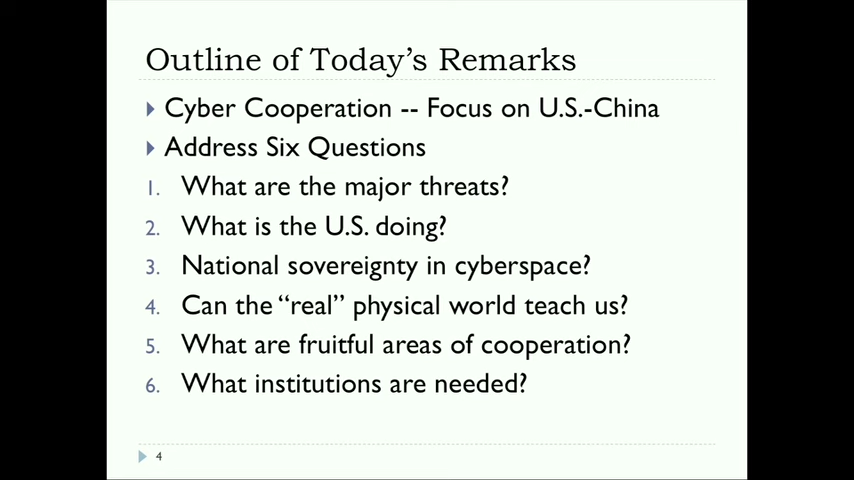 Outline of Today's Remarks
Cyber Cooperation -- Focus on U.S.-China
Address Six Questions
1. What are the major threats?
2. What is the U.S. doing?
3. National sovereignty in cyberspace?
4. Can the “real” physical world teach us?
5. What are fruitful areas of cooperation?
6. What institutions are needed?
4